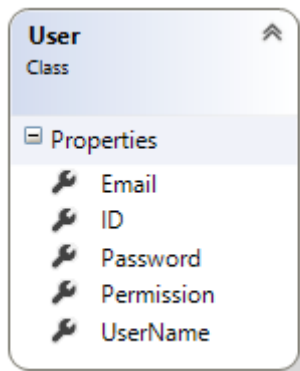 User
Class
Properties
Email
ID
Password
Permission
UserName